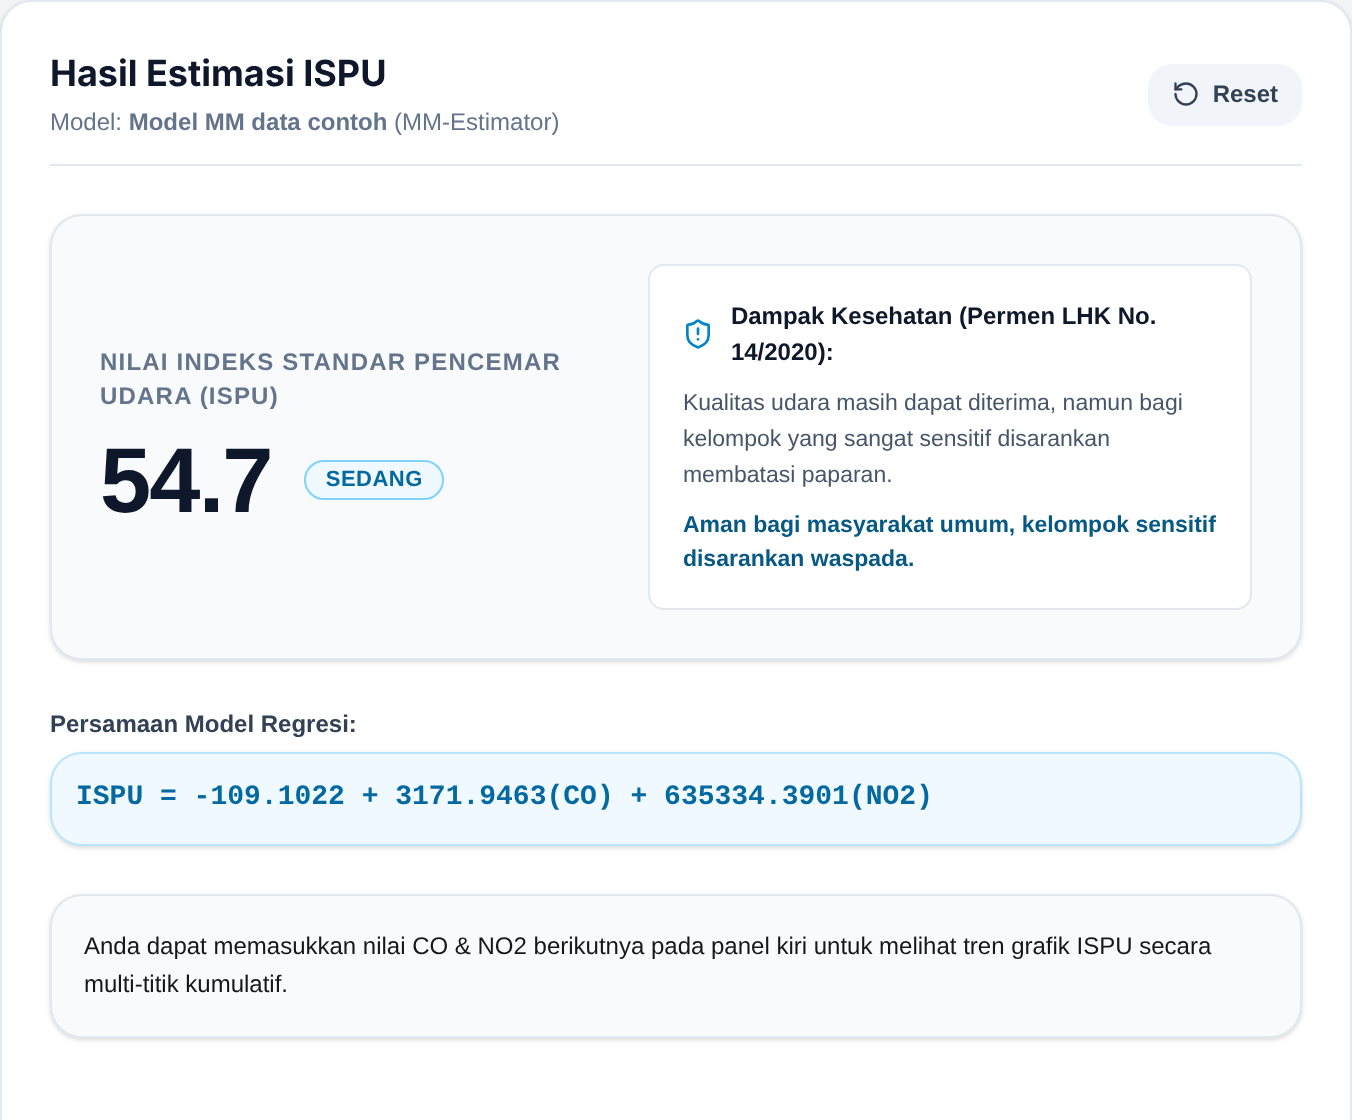 Hasil Estimasi ISPU
Model: Model MM data contoh (MM-Estimator)
Reset
NILAI INDEKS STANDAR PENCEMAR
UDARA (ISPU)
54.7
SEDANG
Dampak Kesehatan (Permen LHK No.
14/2020):
Kualitas udara masih dapat diterima, namun bagi
kelompok yang sangat sensitif disarankan
membatasi paparan.
Aman bagi masyarakat umum, kelompok sensitif
disarankan waspada.
Persamaan Model Regresi:
ISPU = -109.1022 + 3171.9463(CO) + 635334.3901(NO2)
Anda dapat memasukkan nilai CO & NO2 berikutnya pada panel kiri untuk melihat tren grafik ISPU secara
multi-titik kumulatif.